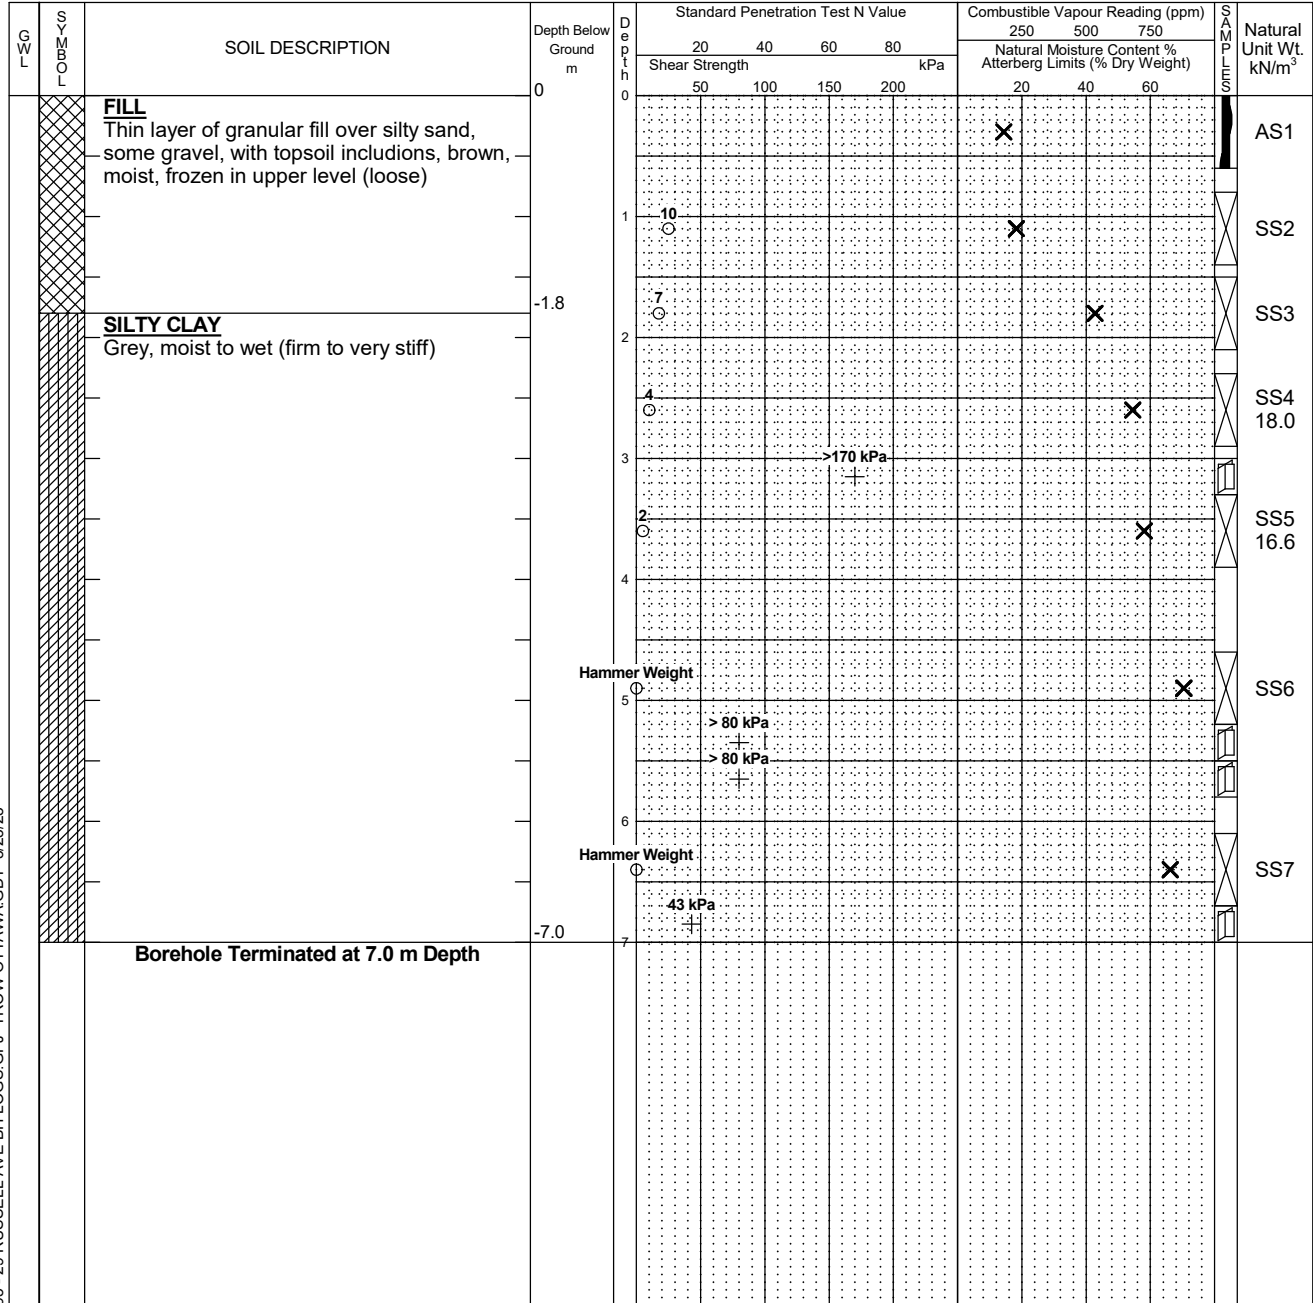 GWL
SYMBOL
SOIL DESCRIPTION
Depth Below
Ground
m
Depth
Standard Penetration Test N Value
20 40 60 80
Shear Strength kPa
50 100 150 200
Combustible Vapour Reading (ppm)
250 500 750
Natural Moisture Content %
Atterberg Limits (% Dry Weight)
20 40 60
SAMPLES
Natural
Unit Wt.
kN/m³
0
0
FILL
Thin layer of granular fill over silty sand,
some gravel, with topsoil includions, brown,
moist, frozen in upper level (loose)
AS1
10
1
SS2
-1.8
7
SS3
SILTY CLAY
Grey, moist to wet (firm to very stiff)
2
4
SS4
18.0
3
>170 kPa
2
SS5
16.6
4
Hammer Weight
5
SS6
> 80 kPa
> 80 kPa
6
Hammer Weight
SS7
43 kPa
-7.0
7
Borehole Terminated at 7.0 m Depth